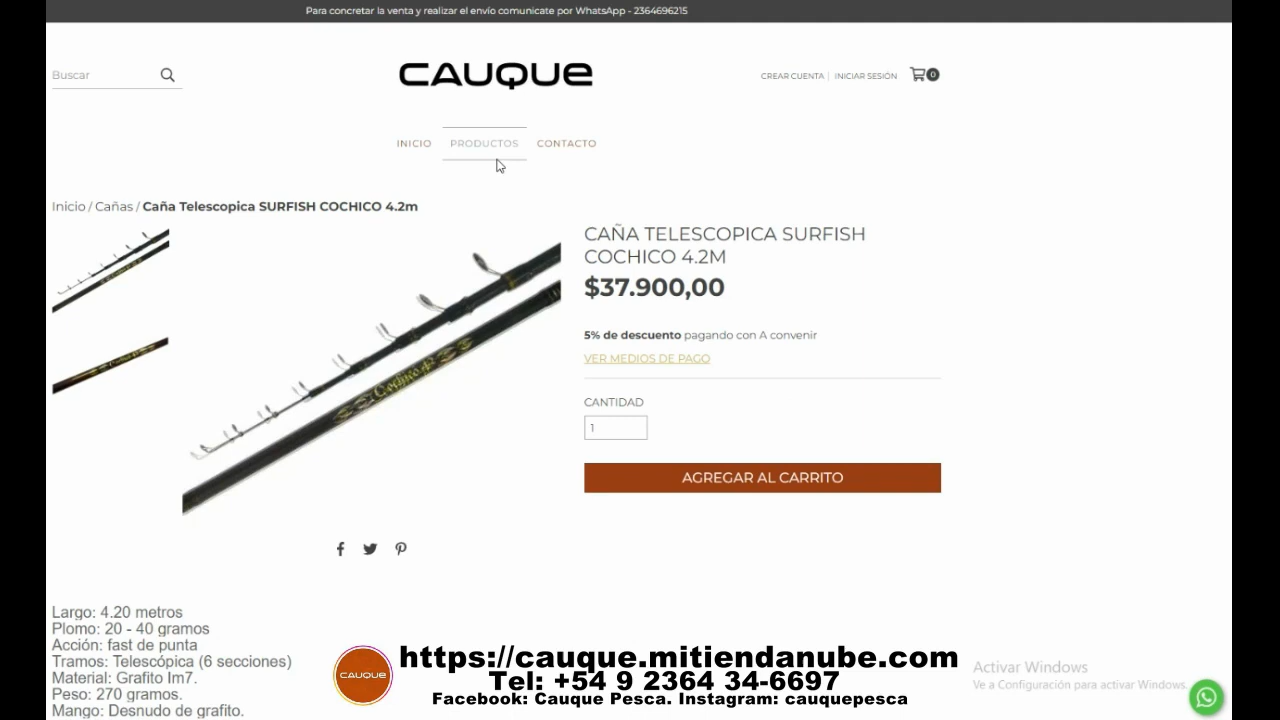 Para concretar la venta y realizar el envío comunicate por WhatsApp - 2364696215
Buscar
CAUQUE
CREAR CUENTA | INICIAR SESIÓN
0
INICIO PRODUCTOS CONTACTO
Inicio / Cañas / Caña Telescopica SURFISH COCHICO 4.2m
CAÑA TELESCOPICA SURFISH
COCHICO 4.2M
$37.900,00
5% de descuento pagando con A convenir
VER MEDIOS DE PAGO
CANTIDAD
1
AGREGAR AL CARRITO
Cochico
Largo: 4.20 metros
Plomo: 20 - 40 gramos
Acción: fast de punta
Tramos: Telescópica (6 secciones)
Material: Grafito Im7.
Peso: 270 gramos.
Mango: Desnudo de grafito.
CAUQUE
https://cauque.mitiendanube.com
Tel: +54 9 2364 34-6697
Facebook: Cauque Pesca. Instagram: cauquepesca
Activar Windows
Ve a Configuración para activar Windows.